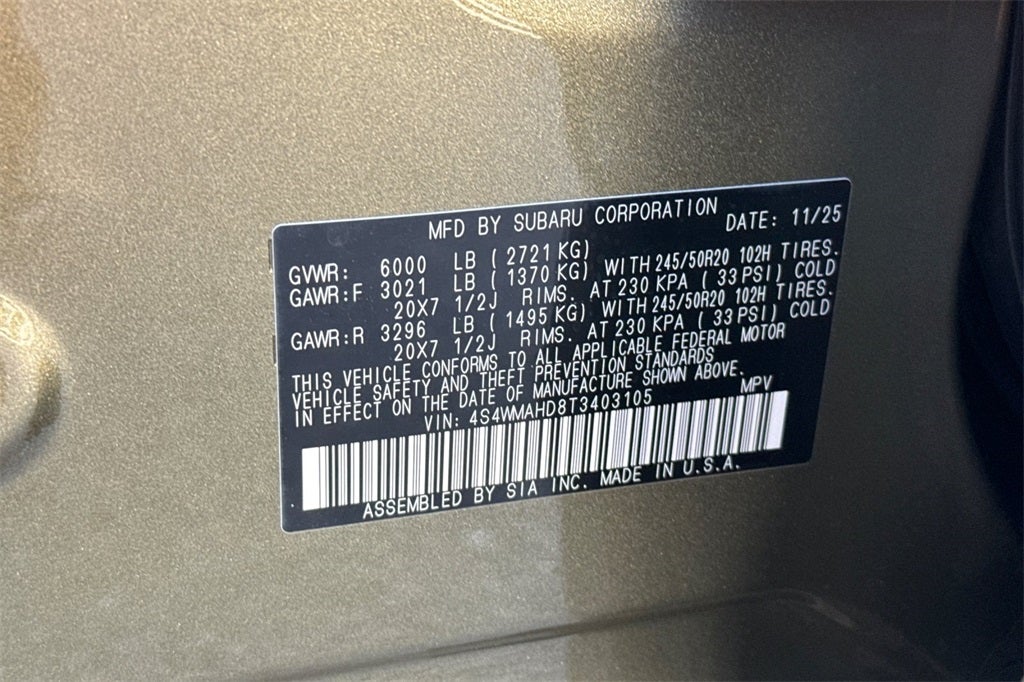 MFD BY SUBARU CORPORATION DATE: 11/25
GVWR: 6000 LB ( 2721 KG)
GAWR:F 3021 LB ( 1370 KG) WITH 245/50R20 102H TIRES.
20X7 1/2J RIMS. AT 230 KPA ( 33 PSI) COLD
GAWR:R 3296 LB ( 1495 KG) WITH 245/50R20 102H TIRES.
20X7 1/2J RIMS. AT 230 KPA ( 33 PSI) COLD
THIS VEHICLE CONFORMS TO ALL APPLICABLE FEDERAL MOTOR
VEHICLE SAFETY AND THEFT PREVENTION STANDARDS
IN EFFECT ON THE DATE OF MANUFACTURE SHOWN ABOVE.
VIN: 4S4WMAHD8T3403105 MPV
ASSEMBLED BY SIA INC. MADE IN U.S.A.